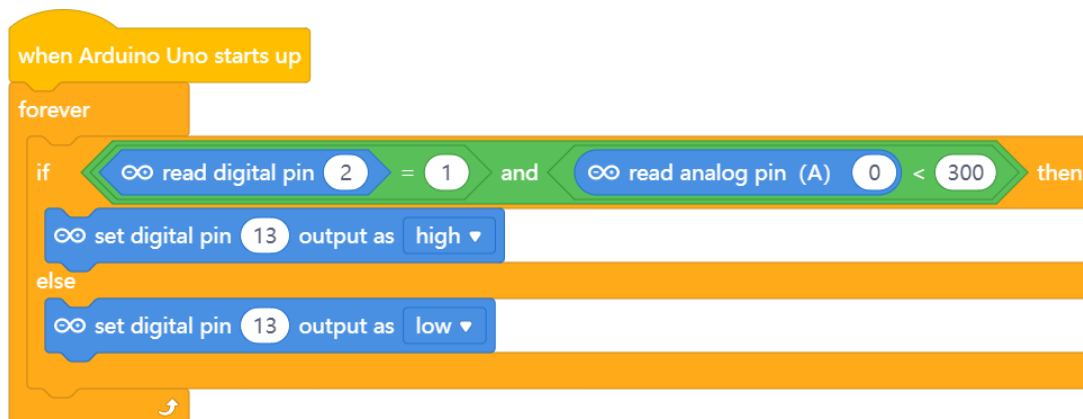 when Arduino Uno starts up
forever
if read digital pin 2 = 1 and read analog pin (A) 0 < 300 then
set digital pin 13 output as high
else
set digital pin 13 output as low